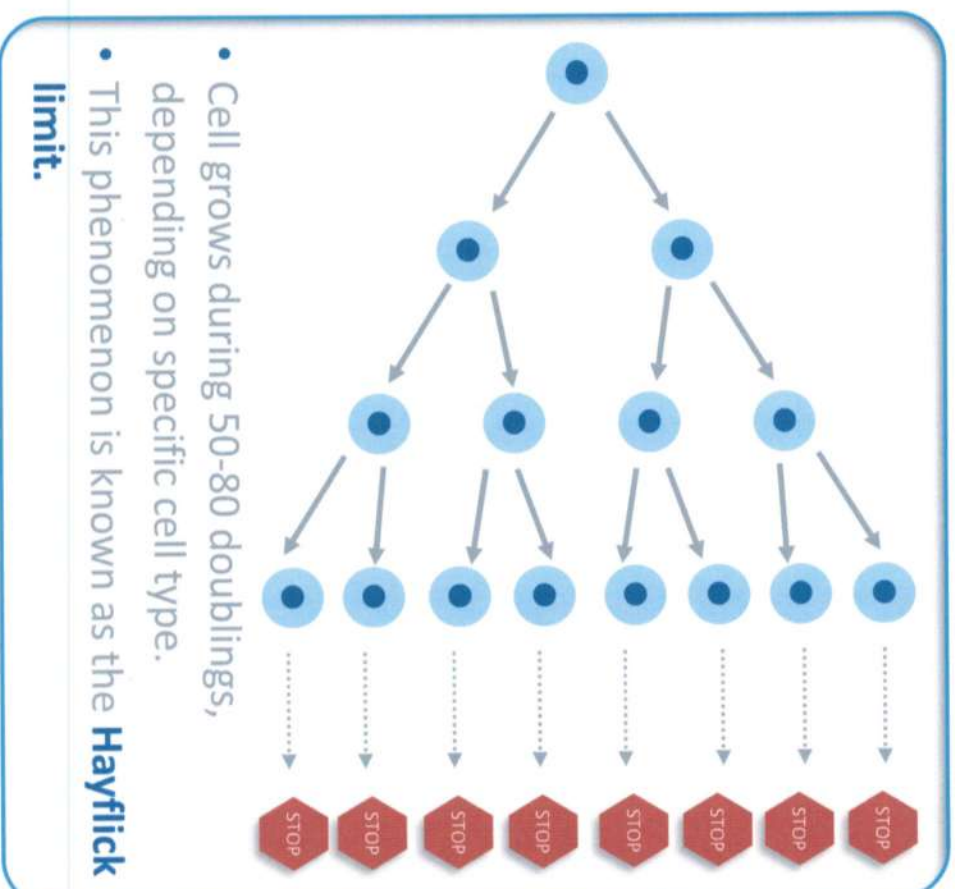 STOP
STOP
STOP
STOP
STOP
STOP
STOP
STOP
• Cell grows during 50-80 doublings,
depending on specific cell type.
• This phenomenon is known as the Hayflick
limit.